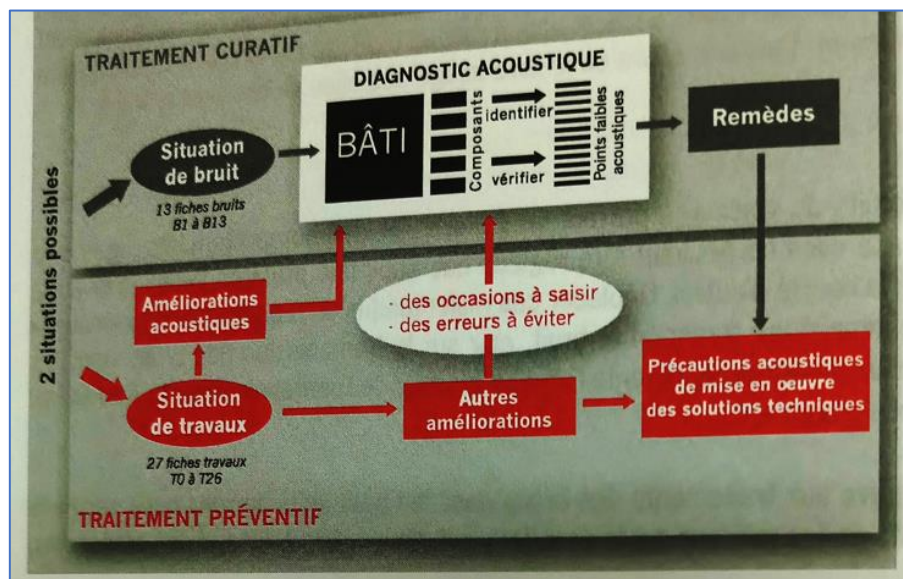 TRAITEMENT CURATIF
2 situations possibles
Situation
de bruit
13 fiches bruits
B1 à B13
DIAGNOSTIC ACOUSTIQUE
BÂTI
Composants
identifier
vérifier
Points faibles
acoustiques
Remèdes
Améliorations
acoustiques
- des occasions à saisir
- des erreurs à éviter
Situation
de travaux
27 fiches travaux
T0 à T26
Autres
améliorations
Précautions acoustiques
de mise en oeuvre
des solutions techniques
TRAITEMENT PRÉVENTIF